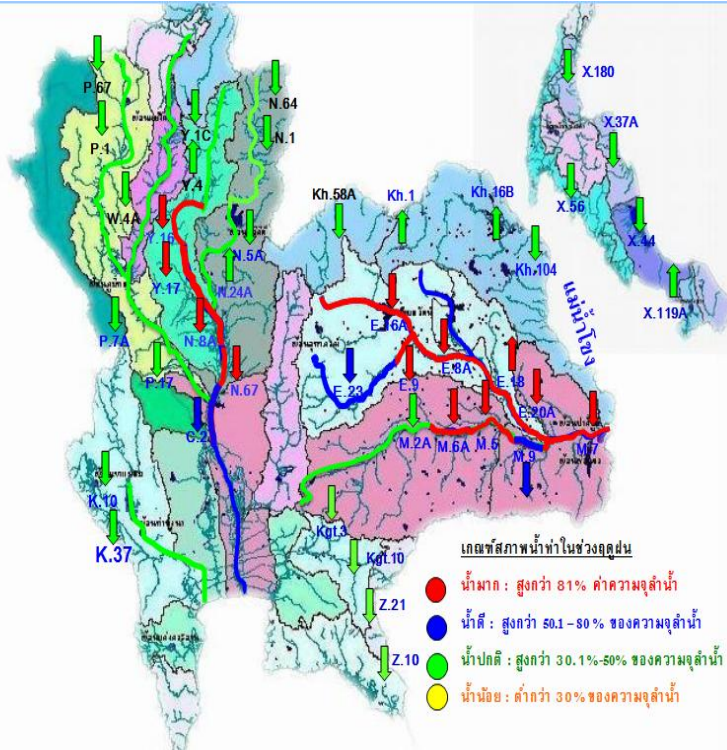 P.67
N.64
X.180
P.1
Y.1C
N.1
X.37A
Y.4
W.4A
Kh.58A
Kh.1
Kh.16B
X.56
Y.16
N.5A
X.44
Y.17
Kh.104
N.24A
แม่น้ำโขง
X.119A
P.7A
N.8A
E.16A
E.8A
P.17
N.67
E.23
E.9
E.18
E.20A
M.2A
M.6A
M.5
M.9
M.7
K.10
K.37
Kgt.3
Kgt.10
Z.21
Z.10
เกณฑ์สภาพน้ำท่าในช่วงฤดูฝน
น้ำมาก : สูงกว่า 81% ค่าความจุลำน้ำ
น้ำดี : สูงกว่า 50.1 - 80 % ของความจุลำน้ำ
น้ำปกติ : สูงกว่า 30.1%-50% ของความจุลำน้ำ
น้ำน้อย : ต่ำกว่า 30% ของความจุลำน้ำ